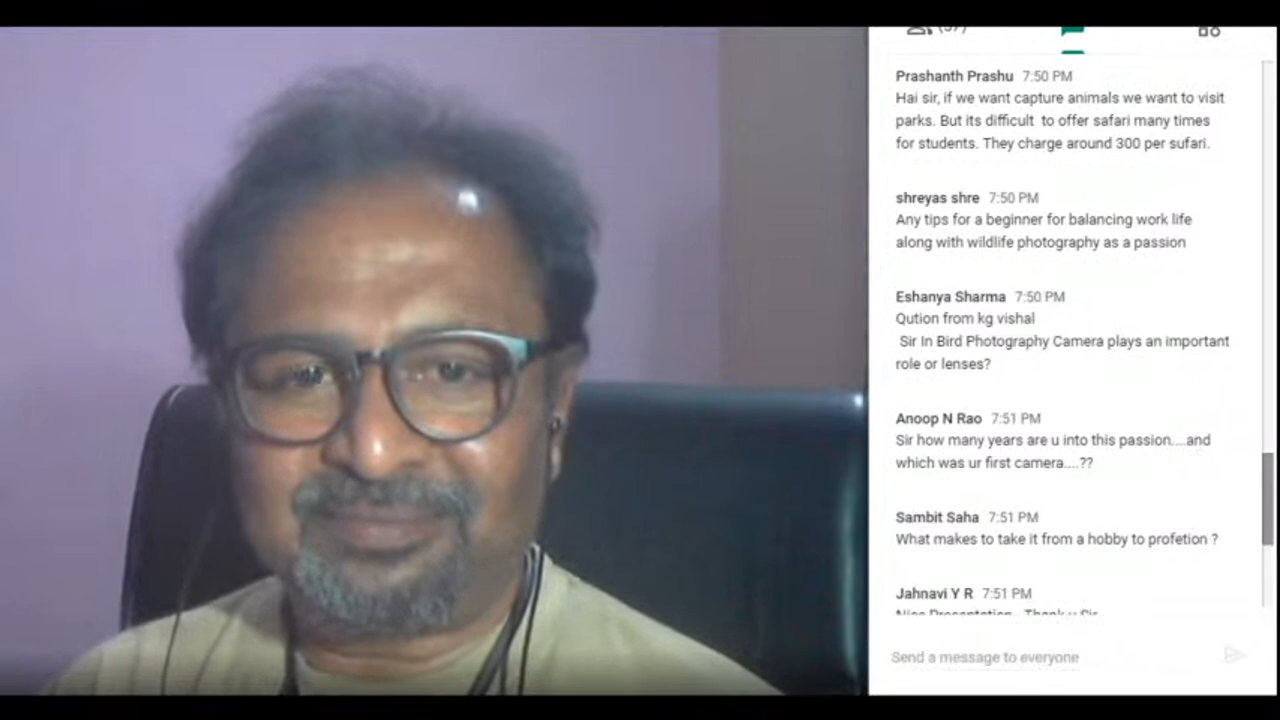 (57)
Prashanth Prashu 7:50 PM
Hai sir, if we want capture animals we want to visit
parks. But its difficult to offer safari many times
for students. They charge around 300 per sufari.
shreyas shre 7:50 PM
Any tips for a beginner for balancing work life
along with wildlife photography as a passion
Eshanya Sharma 7:50 PM
Qution from kg vishal
Sir In Bird Photography Camera plays an important
role or lenses?
Anoop N Rao 7:51 PM
Sir how many years are u into this passion....and
which was ur first camera....??
Sambit Saha 7:51 PM
What makes to take it from a hobby to profetion ?
Jahnavi Y R 7:51 PM
Nice Presentation.. Thank u Sir
Send a message to everyone